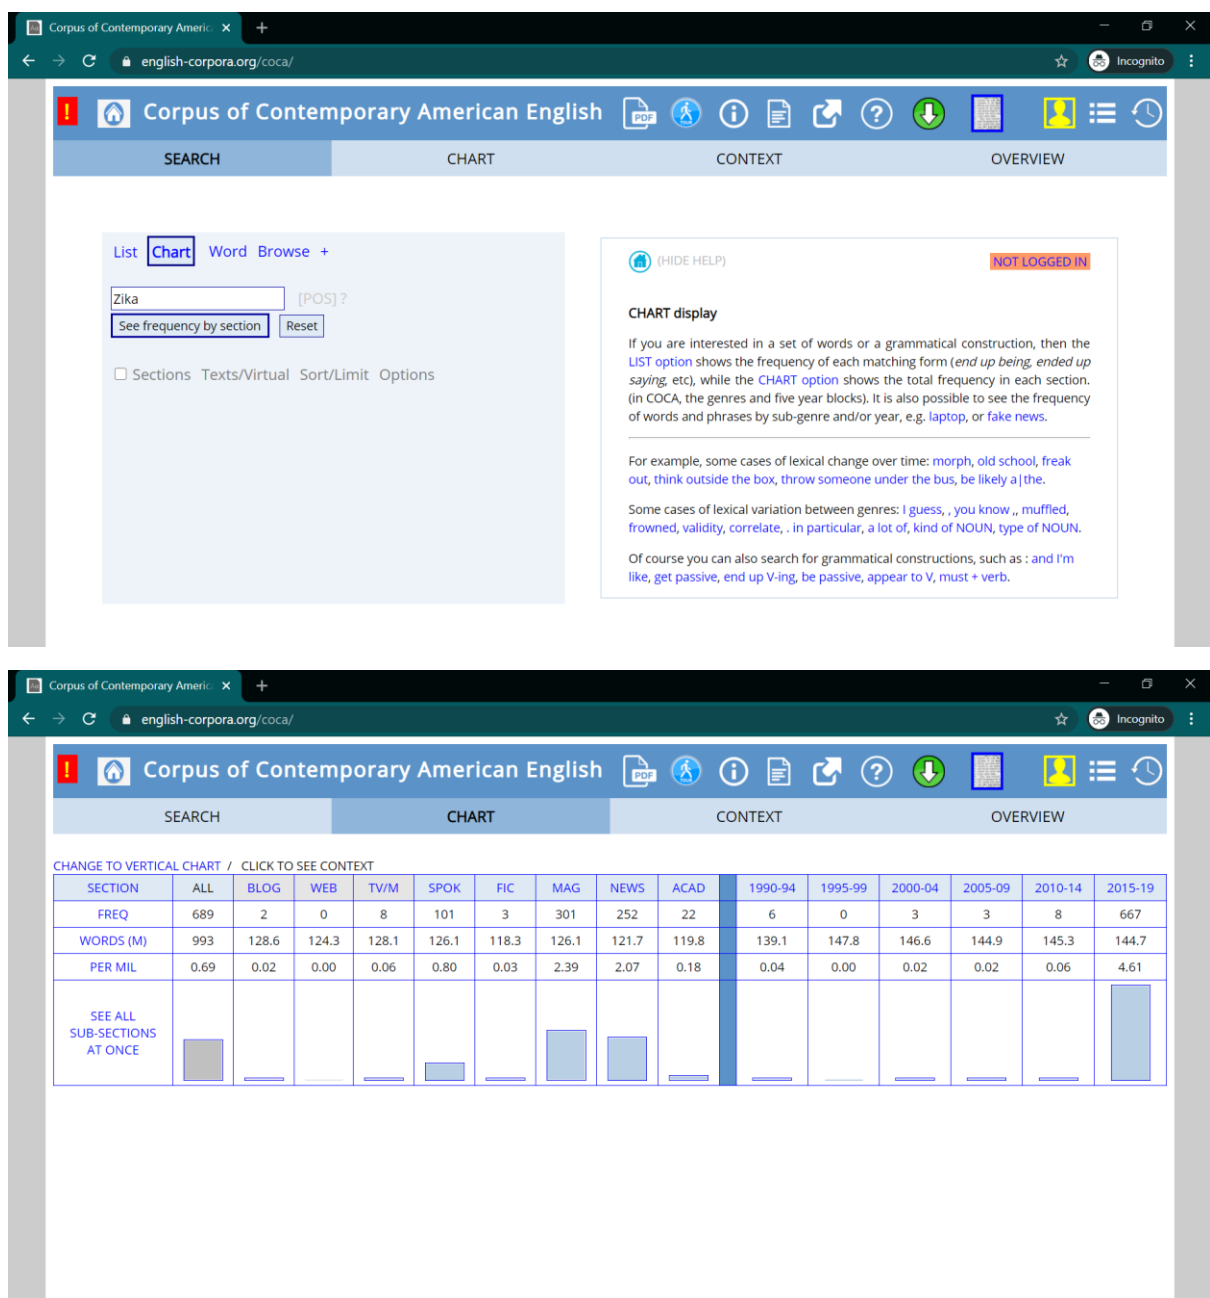 Corpus of Contemporary Americ
english-corpora.org/coca/
Incognito
! Corpus of Contemporary American English PDF
SEARCH CHART CONTEXT OVERVIEW
List Chart Word Browse +
Zika [POS] ?
See frequency by section Reset
Sections Texts/Virtual Sort/Limit Options
(HIDE HELP) NOT LOGGED IN
CHART display
If you are interested in a set of words or a grammatical construction, then the
LIST option shows the frequency of each matching form (end up being, ended up
saying, etc), while the CHART option shows the total frequency in each section.
(in COCA, the genres and five year blocks). It is also possible to see the frequency
of words and phrases by sub-genre and/or year, e.g. laptop, or fake news.
For example, some cases of lexical change over time: morph, old school, freak
out, think outside the box, throw someone under the bus, be likely a|the.
Some cases of lexical variation between genres: I guess, , you know ,, muffled,
frowned, validity, correlate, . in particular, a lot of, kind of NOUN, type of NOUN.
Of course you can also search for grammatical constructions, such as : and I'm
like, get passive, end up V-ing, be passive, appear to V, must + verb.
Corpus of Contemporary Americ
english-corpora.org/coca/
Incognito
! Corpus of Contemporary American English PDF
SEARCH CHART CONTEXT OVERVIEW
CHANGE TO VERTICAL CHART / CLICK TO SEE CONTEXT
SECTION ALL BLOG WEB TV/M SPOK FIC MAG NEWS ACAD 1990-94 1995-99 2000-04 2005-09 2010-14 2015-19
FREQ 689 2 0 8 101 3 301 252 22 6 0 3 3 8 667
WORDS (M) 993 128.6 124.3 128.1 126.1 118.3 126.1 121.7 119.8 139.1 147.8 146.6 144.9 145.3 144.7
PER MIL 0.69 0.02 0.00 0.06 0.80 0.03 2.39 2.07 0.18 0.04 0.00 0.02 0.02 0.06 4.61
SEE ALL
SUB-SECTIONS
AT ONCE